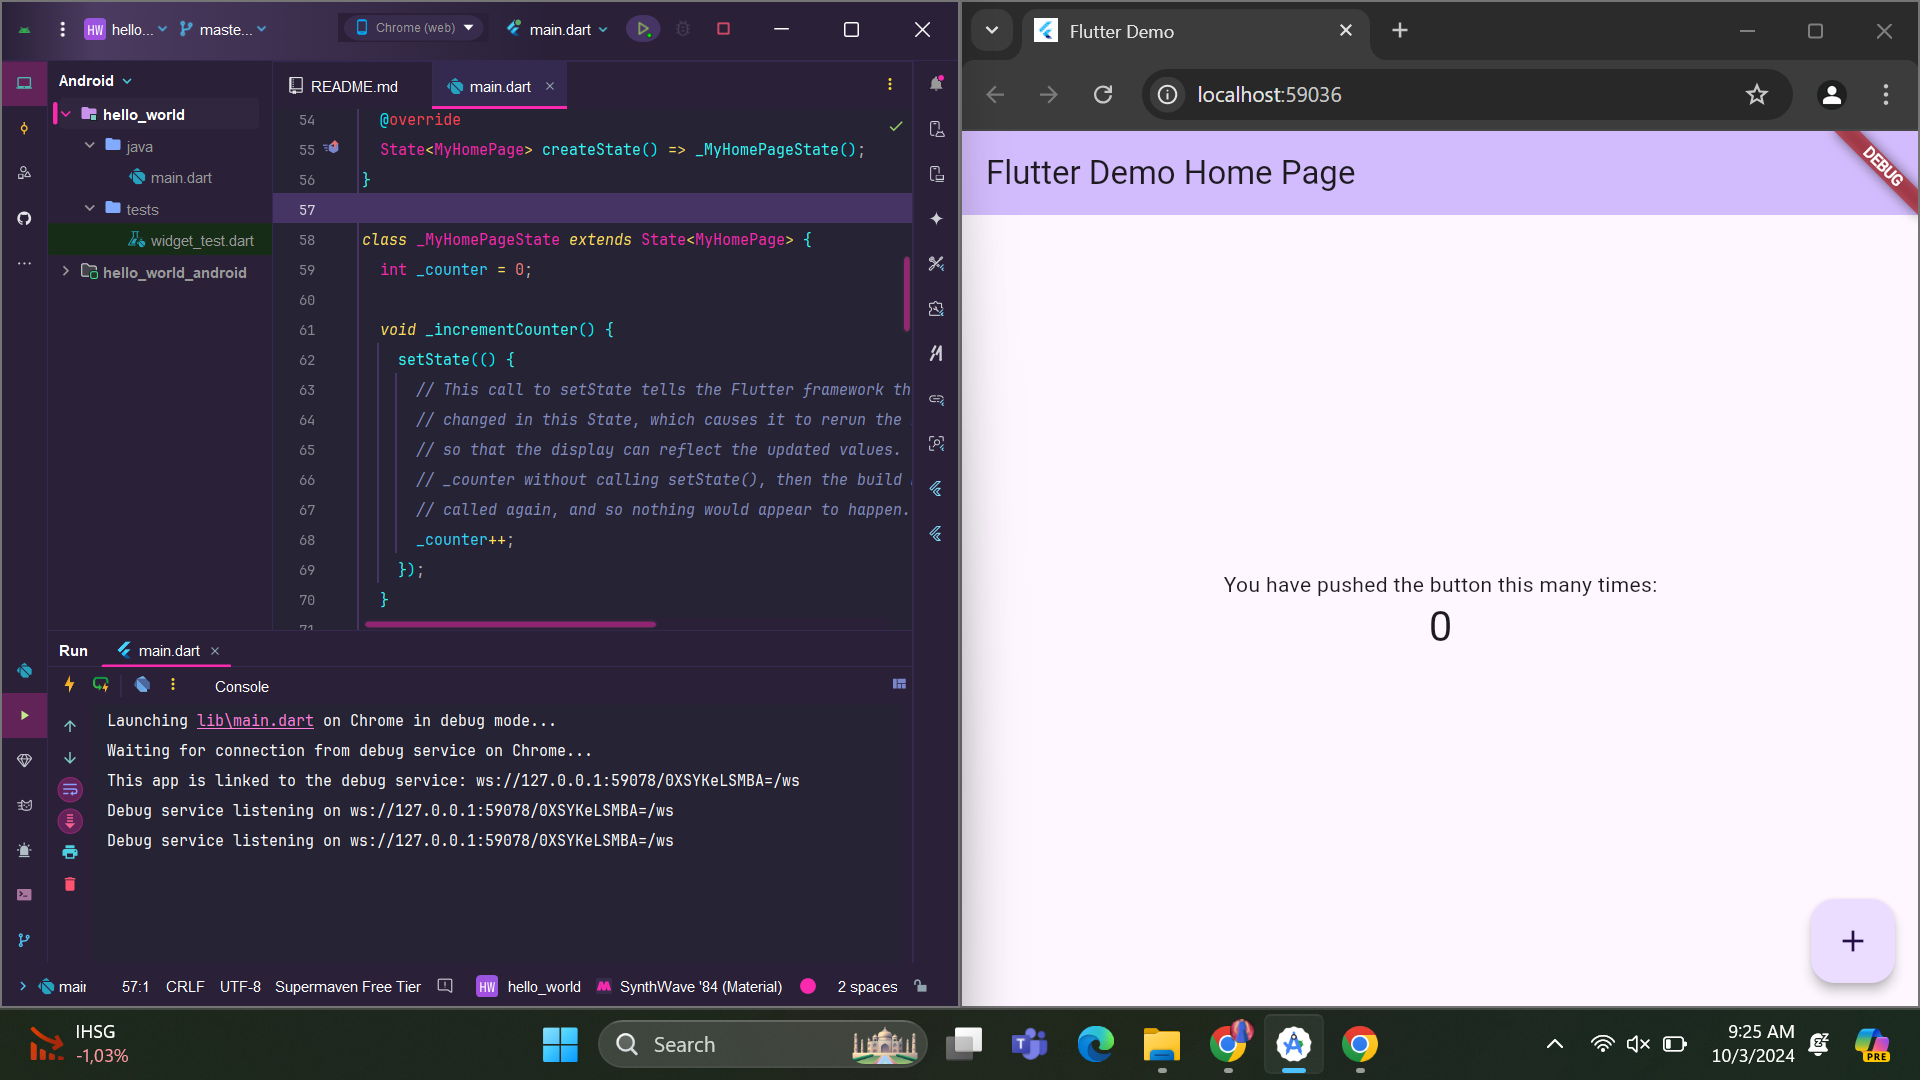 HW hello... maste... Chrome (web) main.dart
Android
hello_world
java
main.dart
tests
widget_test.dart
hello_world_android
README.md main.dart
54 @override
55 State<MyHomePage> createState() => _MyHomePageState();
56 }
57
58 class _MyHomePageState extends State<MyHomePage> {
59 int _counter = 0;
60
61 void _incrementCounter() {
62 setState(() {
63 // This call to setState tells the Flutter framework th
64 // changed in this State, which causes it to rerun the
65 // so that the display can reflect the updated values.
66 // _counter without calling setState(), then the build
67 // called again, and so nothing would appear to happen.
68 _counter++;
69 });
70 }
71
Run main.dart
Console
Launching lib\main.dart on Chrome in debug mode...
Waiting for connection from debug service on Chrome...
This app is linked to the debug service: ws://127.0.0.1:59078/0XSYKeLSMBA=/ws
Debug service listening on ws://127.0.0.1:59078/0XSYKeLSMBA=/ws
Debug service listening on ws://127.0.0.1:59078/0XSYKeLSMBA=/ws
57:1 CRLF UTF-8 Supermaven Free Tier HW hello_world SynthWave '84 (Material) 2 spaces
Flutter Demo
localhost:59036
Flutter Demo Home Page
DEBUG
You have pushed the button this many times:
0
IHSG
-1,03%
Search
9:25 AM
10/3/2024
PRE